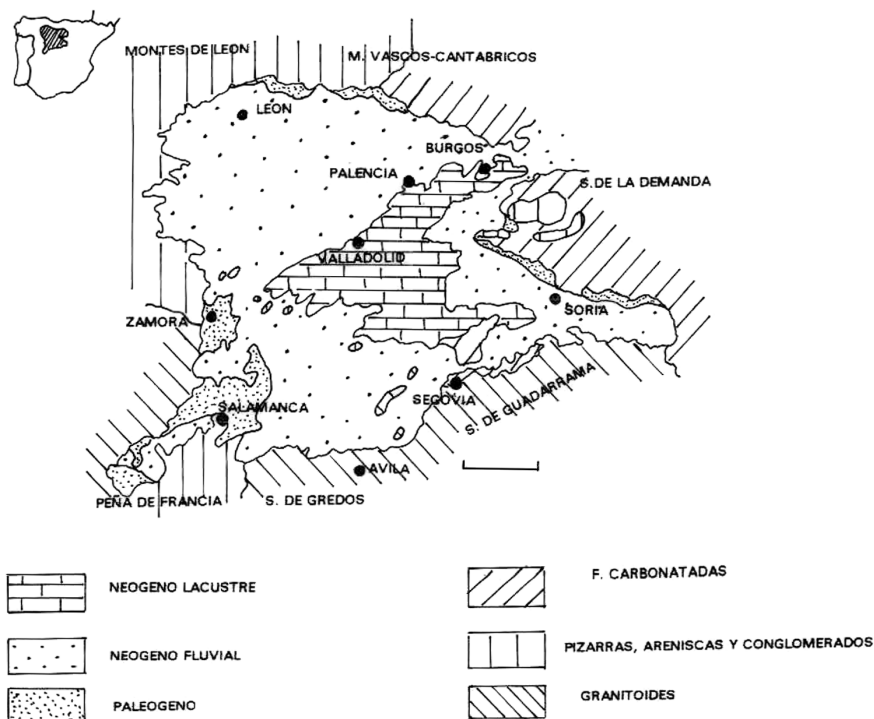 MONTES DE LEON
M. VASCOS-CANTABRICOS
LEON
BURGOS
PALENCIA
S. DE LA DEMANDA
VALLADOLID
SORIA
ZAMORA
SALAMANCA
SEGOVIA
S. DE GUADARRAMA
AVILA
PEÑA DE FRANCIA
S. DE GREDOS
NEOGENO LACUSTRE
F. CARBONATADAS
NEOGENO FLUVIAL
PIZARRAS, ARENISCAS Y CONGLOMERADOS
PALEOGENO
GRANITOIDES